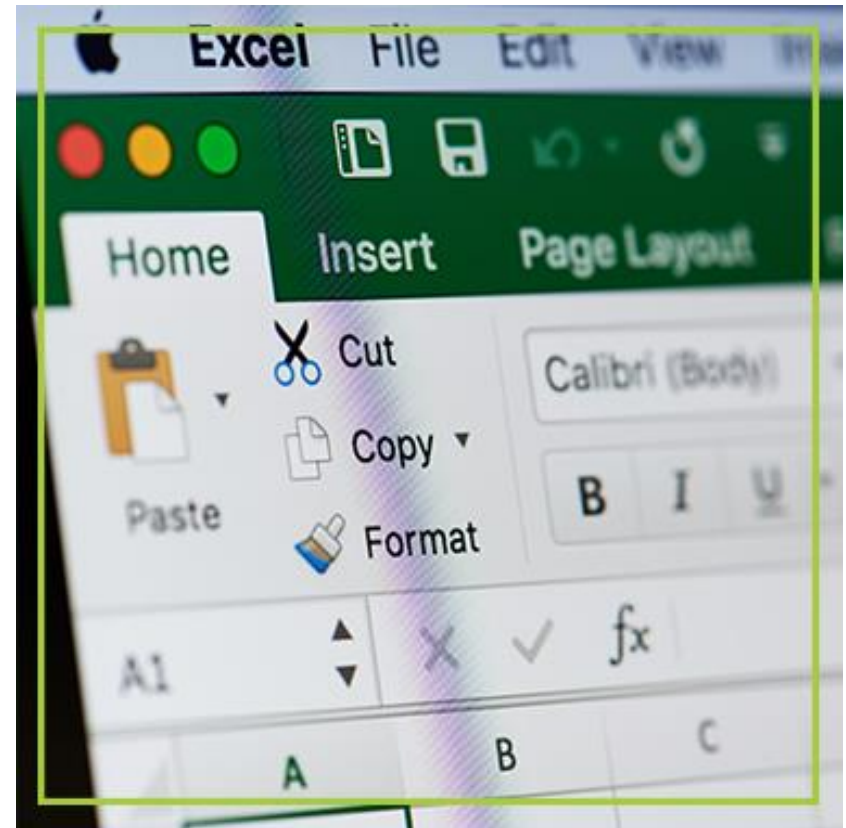 Excel File Edit View
Home Insert Page Layout
Cut
Calibri (Body)
Copy
B I U
Paste
Format
A1 fx
A B C